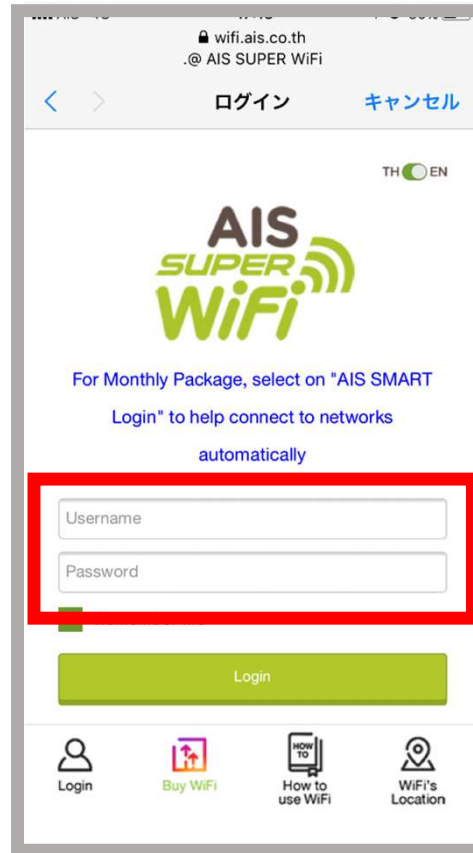 wifi.ais.co.th
.@ AIS SUPER WiFi
ログイン
キャンセル
TH EN
AIS
SUPER
WiFi
For Monthly Package, select on "AIS SMART
Login" to help connect to networks
automatically
Username
Password
Login
Login
Buy WiFi
HOW
TO
How to
use WiFi
WiFi's
Location